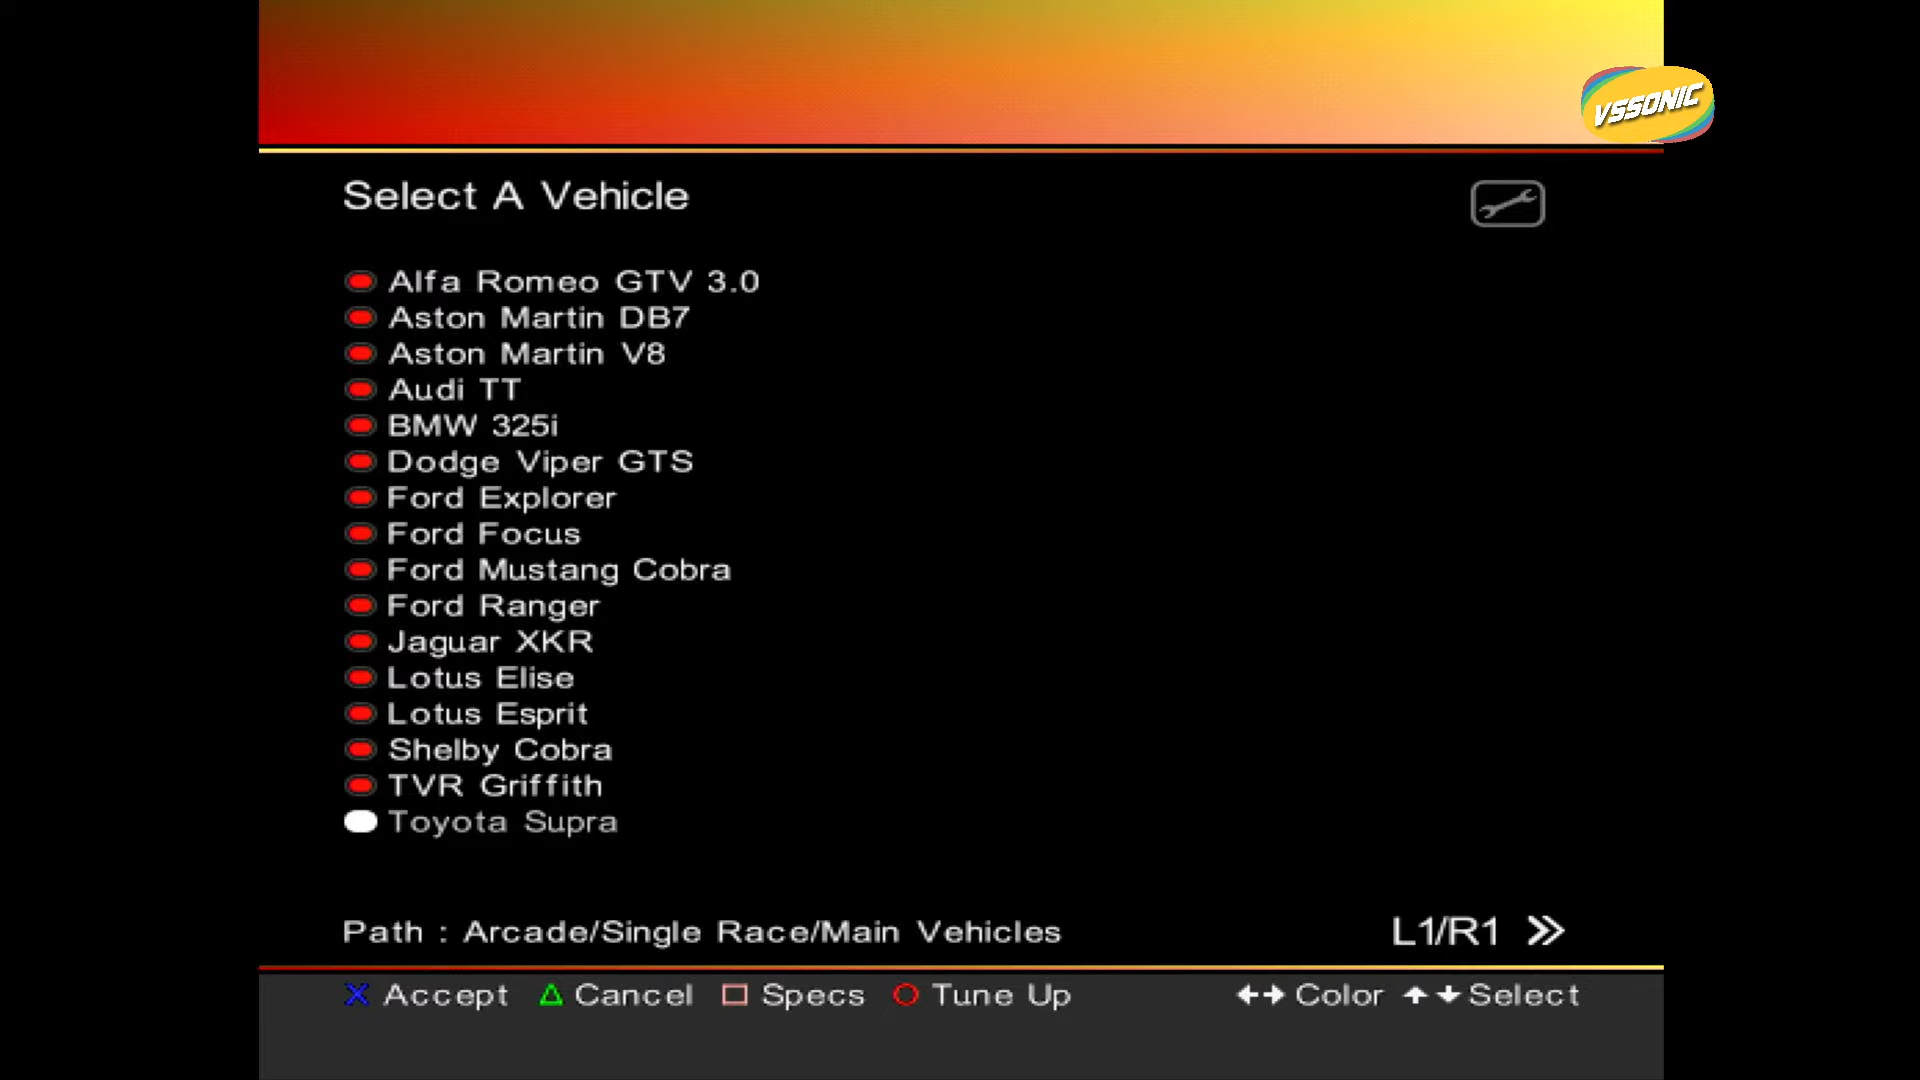 VSSONIC
Select A Vehicle
Alfa Romeo GTV 3.0
Aston Martin DB7
Aston Martin V8
Audi TT
BMW 325i
Dodge Viper GTS
Ford Explorer
Ford Focus
Ford Mustang Cobra
Ford Ranger
Jaguar XKR
Lotus Elise
Lotus Esprit
Shelby Cobra
TVR Griffith
Toyota Supra
Path : Arcade/Single Race/Main Vehicles L1/R1
Accept Cancel Specs Tune Up Color Select